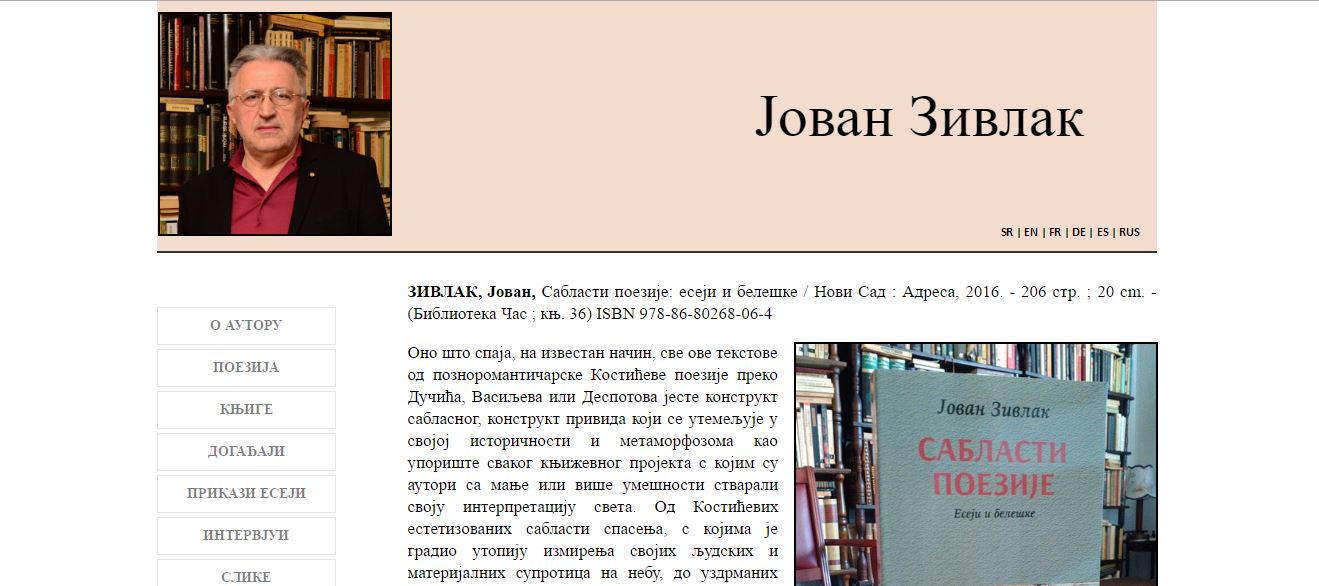 Јован Зивлак
SR | EN | FR | DE | ES | RUS
О АУТОРУ
ПОЕЗИЈА
КЊИГЕ
ДОГАЂАЈИ
ПРИКАЗИ ЕСЕЈИ
ИНТЕРВЈУИ
СЛИКЕ
ЗИВЛАК, Јован, Сабласти поезије: есеји и белешке / Нови Сад : Адреса, 2016. - 206 стр. ; 20 cm. -
(Библиотека Час ; књ. 36) ISBN 978-86-80268-06-4
Оно што спаја, на известан начин, све ове текстове
од позноромантичарске Костићеве поезије преко
Дучића, Васиљева или Деспотова јесте конструкт
сабласног, конструкт привида који се утемељује у
својој историчности и метаморфозома као
упориште сваког књижевног пројекта с којим су
аутори са мање или више умешности стварали
своју интерпретацију света. Од Костићевих
естетизованих сабласти спасења, с којима је
градио утопију измирења својих људских и
материјалних супротица на небу, до уздрманих
Јован Зивлак
САБЛАСТИ
ПОЕЗИЈЕ
Есеји и белешке